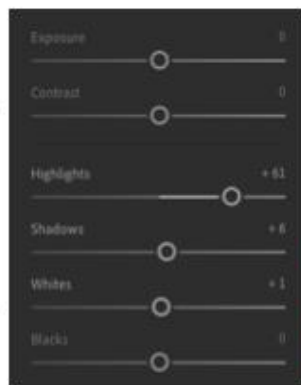 Exposure 0
Contrast 0
Highlights + 61
Shadows + 6
Whites + 1
Blacks 0